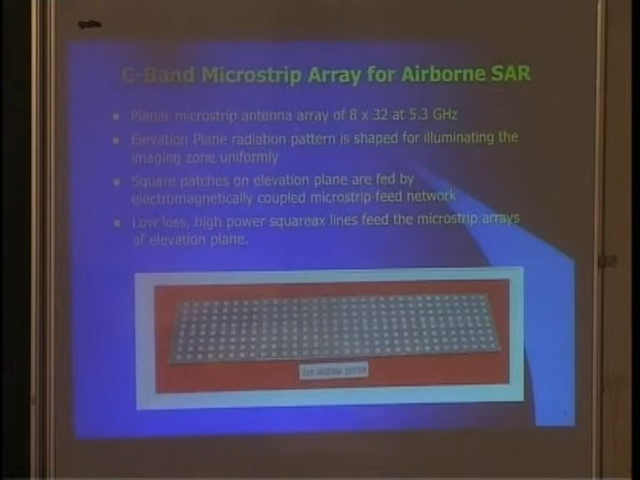 C-Band Microstrip Array for Airborne SAR
Planar microstrip antenna array of 8 x 32 at 5.3 GHz
Elevation Plane radiation pattern is shaped for illuminating the
imaging zone uniformly
Square patches on elevation plane are fed by
electromagnetically coupled microstrip feed network
Low loss, high power squareax lines feed the microstrip arrays
of elevation plane.